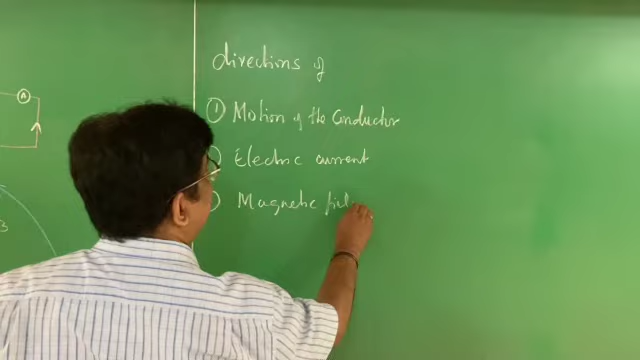 A
directions of
① Motion of the Conductor
Electric current
Magnetic fiel
B